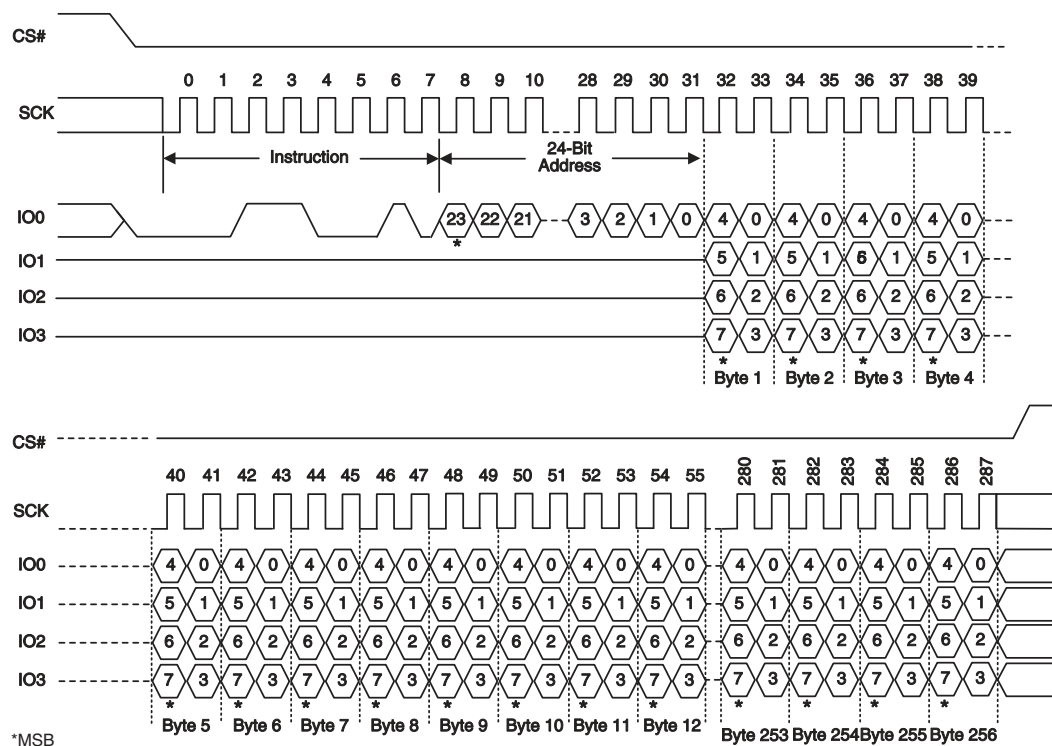 CS#
0 1 2 3 4 5 6 7 8 9 10 28 29 30 31 32 33 34 35 36 37 38 39
SCK
Instruction
24-Bit
Address
IO0 23 22 21 3 2 1 0 4 0 4 0 4 0 4 0
*
IO1 5 1 5 1 6 1 5 1
IO2 6 2 6 2 6 2 6 2
IO3 7 3 7 3 7 3 7 3
* * * *
Byte 1 Byte 2 Byte 3 Byte 4
CS#
40 41 42 43 44 45 46 47 48 49 50 51 52 53 54 55 280 281 282 283 284 285 286 287
SCK
IO0 4 0 4 0 4 0 4 0 4 0 4 0 4 0 4 0 4 0 4 0 4 0 4 0
IO1 5 1 5 1 5 1 5 1 5 1 5 1 5 1 5 1 5 1 5 1 5 1 5 1
IO2 6 2 6 2 6 2 6 2 6 2 6 2 6 2 6 2 6 2 6 2 6 2 6 2
IO3 7 3 7 3 7 3 7 3 7 3 7 3 7 3 7 3 7 3 7 3 7 3 7 3
* * * * * * * * * * * *
Byte 5 Byte 6 Byte 7 Byte 8 Byte 9 Byte 10 Byte 11 Byte 12 Byte 253 Byte 254 Byte 255 Byte 256
*MSB